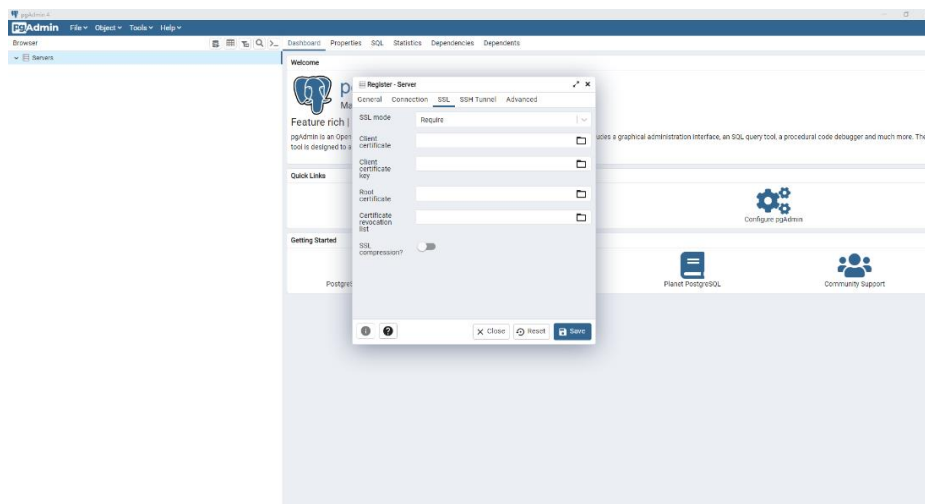 pgAdmin 4
pgAdmin File Object Tools Help
Browser
Dashboard Properties SQL Statistics Dependencies Dependents
Servers
Welcome
Register - Server
General Connection SSL SSH Tunnel Advanced
SSL mode
Require
Client
certificate
Client
certificate
key
Root
certificate
Certificate
revocation
list
SSL
compression?
Close Reset Save
Feature rich |
pgAdmin is an Open
udes a graphical administration interface, an SQL query tool, a procedural code debugger and much more. The
tool is designed to a
Quick Links
Configure pgAdmin
Getting Started
Postgre
Planet PostgreSQL
Community Support